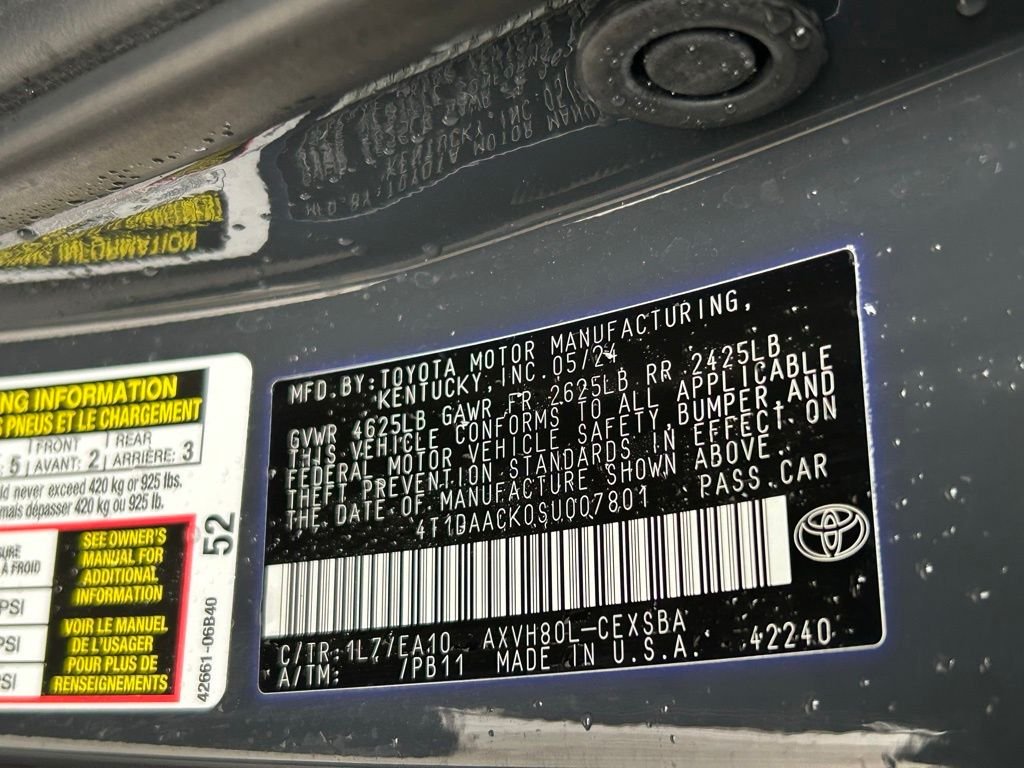 NG INFORMATION
PNEUS ET LE CHARGEMENT
5 FRONT AVANT: 2 REAR ARRIÈRE: 3
never exceed 420 kg or 925 lbs.
mais dépasser 420 kg ou 925 lb.
À FROID
PSI
PSI
PSI
SEE OWNER'S
MANUAL FOR
ADDITIONAL
INFORMATION
VOIR LE MANUEL
DE L'USAGER
POUR PLUS DE
RENSEIGNEMENTS
52
42661-06B40
MFD. BY: TOYOTA MOTOR MANUFACTURING,
KENTUCKY, INC. 05/24
GVWR 4625LB GAWR FR 2625LB RR 2425LB
THIS VEHICLE CONFORMS TO ALL APPLICABLE
FEDERAL MOTOR VEHICLE SAFETY, BUMPER, AND
THEFT PREVENTION STANDARDS IN EFFECT ON
THE DATE OF MANUFACTURE SHOWN ABOVE.
4T1DAACK0SU007801 PASS.CAR
C/TR: 1L7/EA10 AXVH80L-CEXSBA 42240
A/TM: /PB11 MADE IN U.S.A.